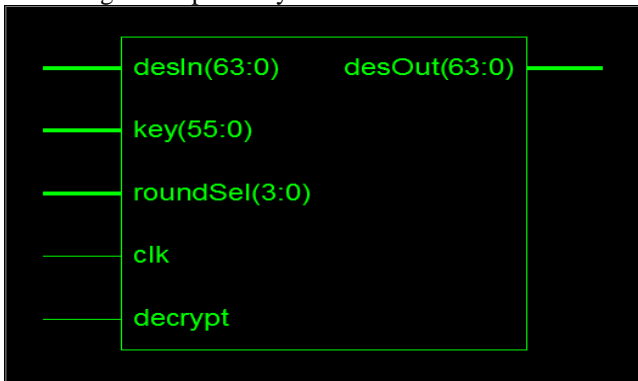 desIn(63:0) desOut(63:0)
key(55:0)
roundSel(3:0)
clk
decrypt